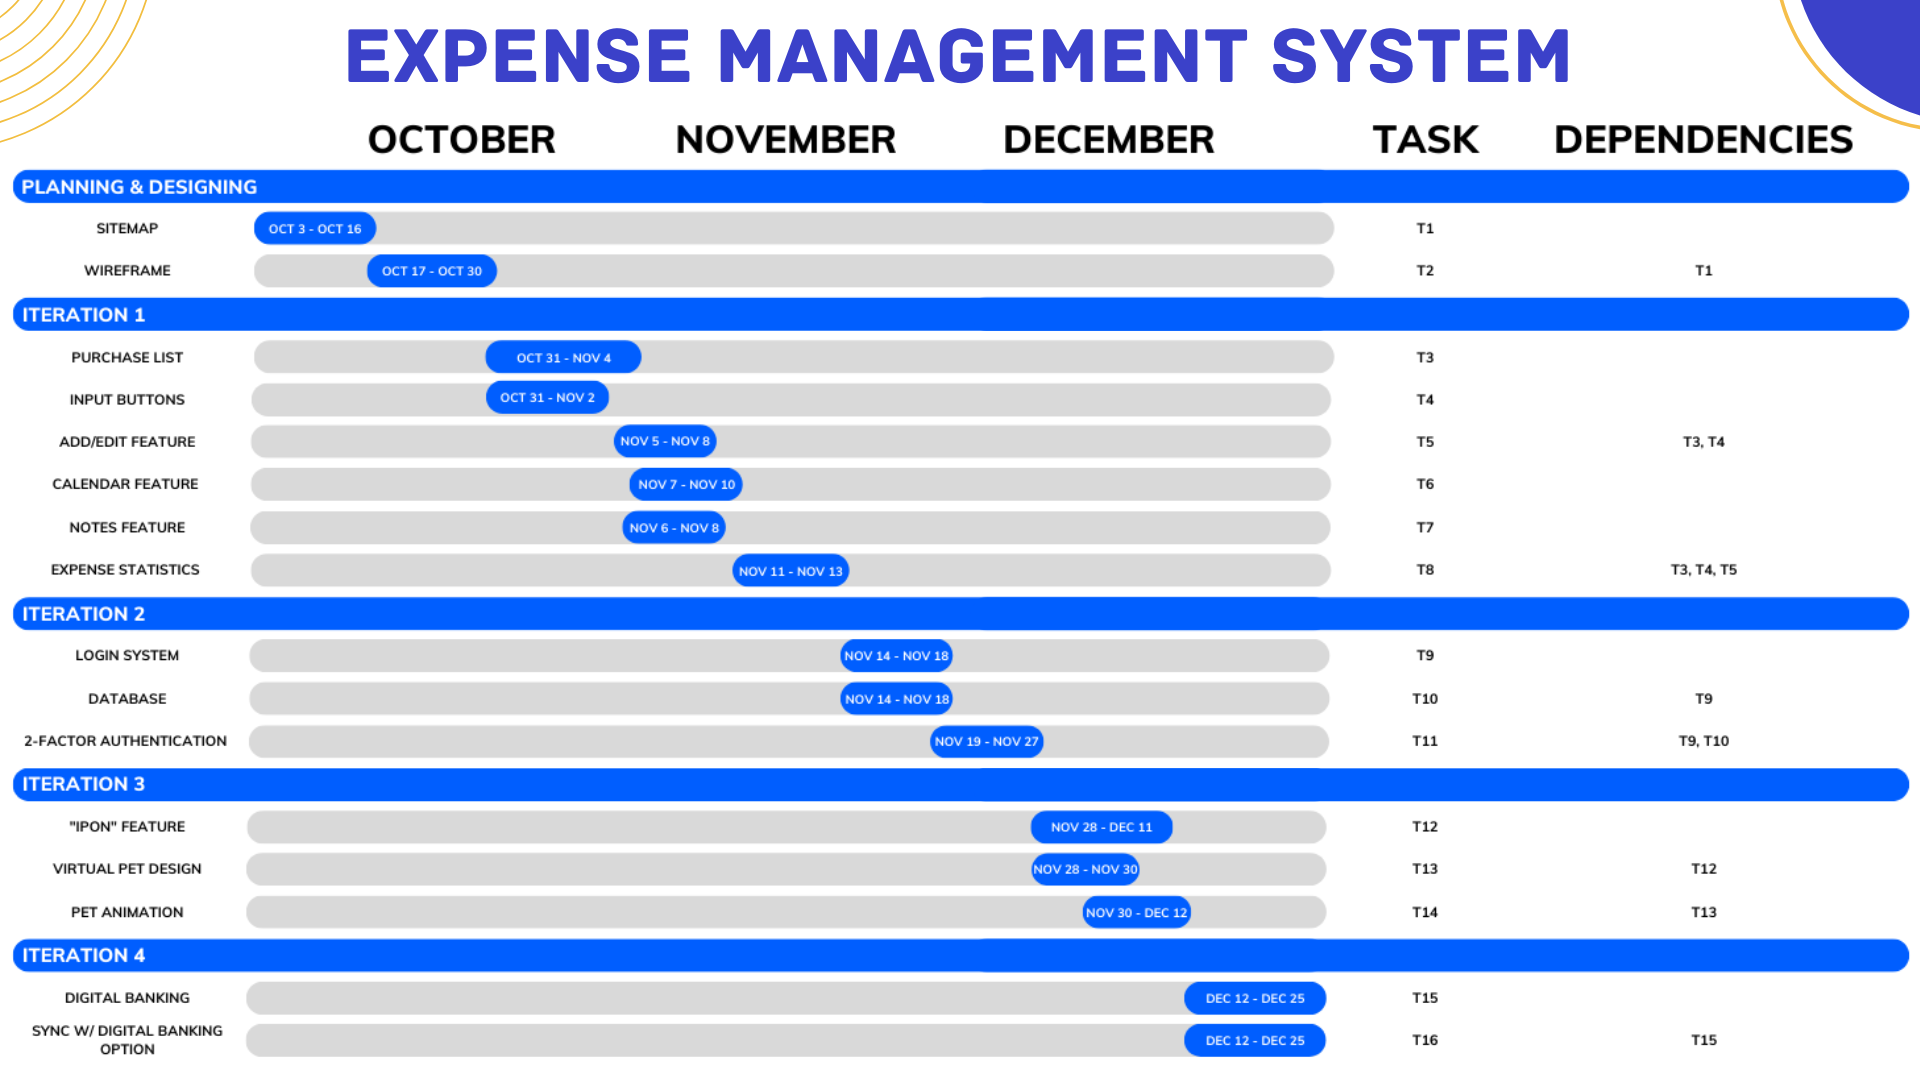 EXPENSE MANAGEMENT SYSTEM
OCTOBER NOVEMBER DECEMBER TASK DEPENDENCIES
PLANNING & DESIGNING
SITEMAP OCT 3 - OCT 16 T1
WIREFRAME OCT 17 - OCT 30 T2 T1
ITERATION 1
PURCHASE LIST OCT 31 - NOV 4 T3
INPUT BUTTONS OCT 31 - NOV 2 T4
ADD/EDIT FEATURE NOV 5 - NOV 8 T5 T3, T4
CALENDAR FEATURE NOV 7 - NOV 10 T6
NOTES FEATURE NOV 6 - NOV 8 T7
EXPENSE STATISTICS NOV 11 - NOV 13 T8 T3, T4, T5
ITERATION 2
LOGIN SYSTEM NOV 14 - NOV 18 T9
DATABASE NOV 14 - NOV 18 T10 T9
2-FACTOR AUTHENTICATION NOV 19 - NOV 27 T11 T9, T10
ITERATION 3
"IPON" FEATURE NOV 28 - DEC 11 T12
VIRTUAL PET DESIGN NOV 28 - NOV 30 T13 T12
PET ANIMATION NOV 30 - DEC 12 T14 T13
ITERATION 4
DIGITAL BANKING DEC 12 - DEC 25 T15
SYNC W/ DIGITAL BANKING
OPTION DEC 12 - DEC 25 T16 T15